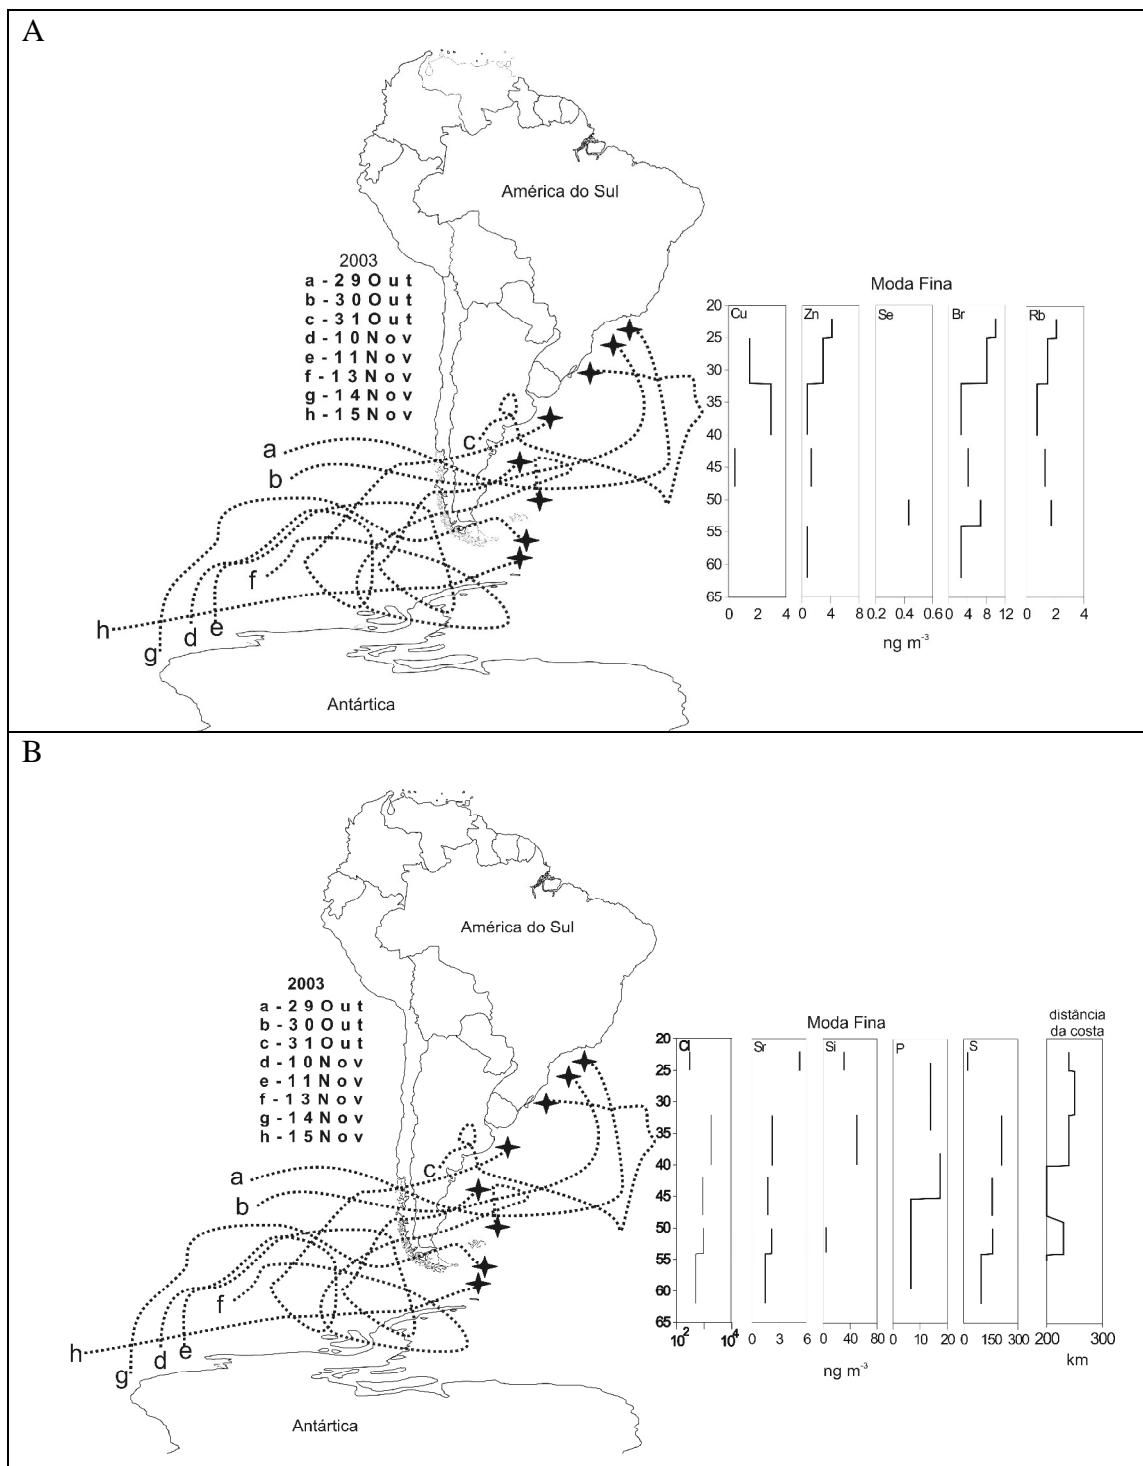 A
América do Sul
2003
a - 29 Out
b - 30 Out
c - 31 Out
d - 10 Nov
e - 11 Nov
f - 13 Nov
g - 14 Nov
h - 15 Nov
Moda Fina
20
25
30
35
40
45
50
55
60
65
Cu
Zn
Se
Br
Rb
0 2 4
0 4 8
0.2 0.4 0.6
0 4 8 12
0 2 4
ng m-3
a
b
c
f
h
g
d
e
Antártica
B
América do Sul
2003
a - 29 Out
b - 30 Out
c - 31 Out
d - 10 Nov
e - 11 Nov
f - 13 Nov
g - 14 Nov
h - 15 Nov
Moda Fina
distância
da costa
20
25
30
35
40
45
50
55
60
65
Cl
Sr
Si
P
S
10² 10⁴
0 3 6
0 40 80
0 10 20
0 150 300
200 300
ng m-3
km
a
b
c
f
h
g
d
e
Antártica